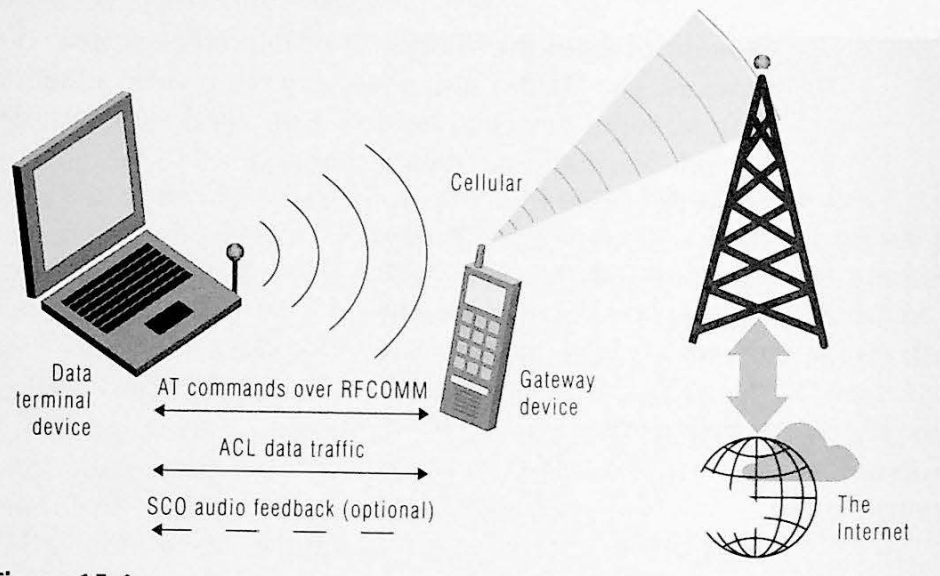 Cellular
Data
terminal
device
AT commands over RFCOMM
Gateway
device
ACL data traffic
SCO audio feedback (optional)
The
Internet